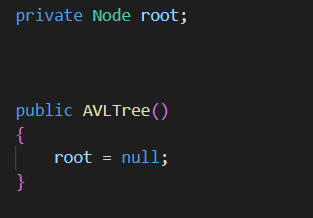 private Node root;
public AVLTree()
{
root = null;
}